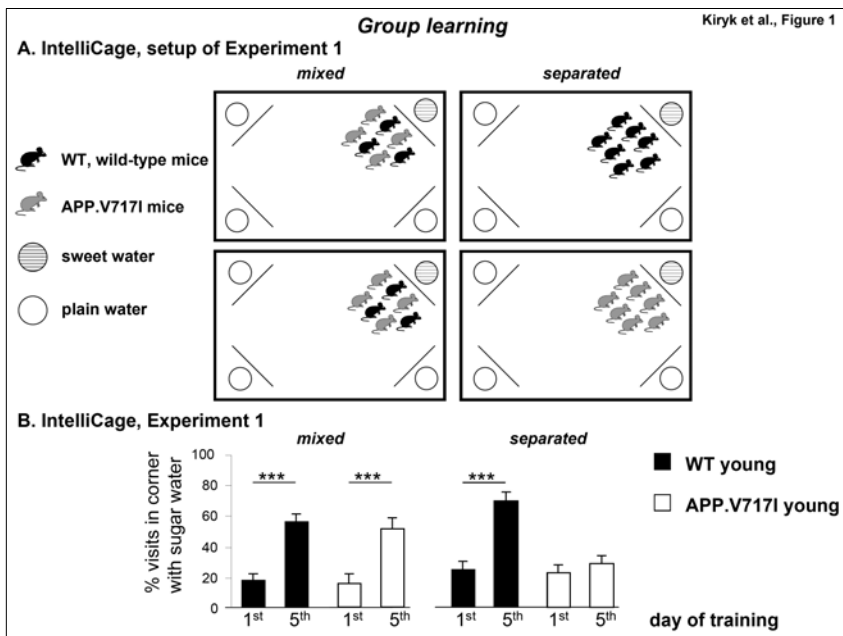 Group learning
Kiryk et al., Figure 1
A. IntelliCage, setup of Experiment 1
mixed
separated
WT, wild-type mice
APP.V717I mice
sweet water
plain water
B. IntelliCage, Experiment 1
mixed
separated
% visits in corner
with sugar water
100
80
60
40
20
0
*** *** ***
1st 5th 1st 5th 1st 5th 1st 5th
day of training
WT young
APP.V717I young